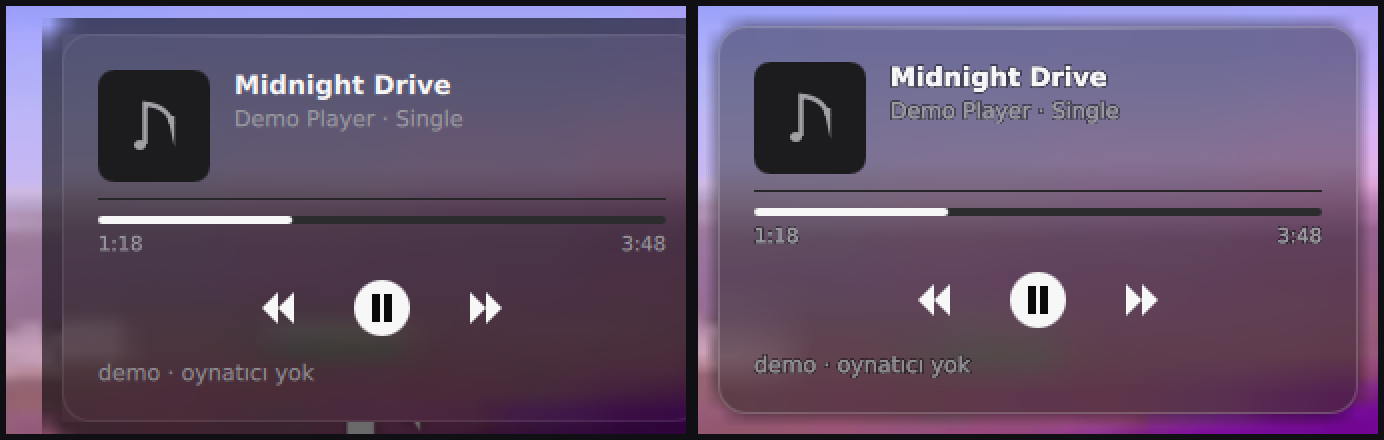 Midnight Drive
Demo Player · Single
1:18 3:48
demo · oynatıcı yok
Midnight Drive
Demo Player · Single
1:18 3:48
demo · oynatıcı yok